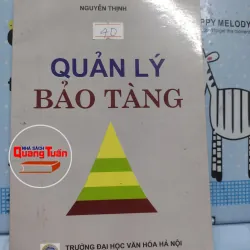 NGUYỄN THỊNH
QUẢN LÝ
BẢO TÀNG
NHÀ SÁCH
Quang Tuấn
TRƯỜNG ĐẠI HỌC VĂN HÓA HÀ NỘI
PPY MELODY